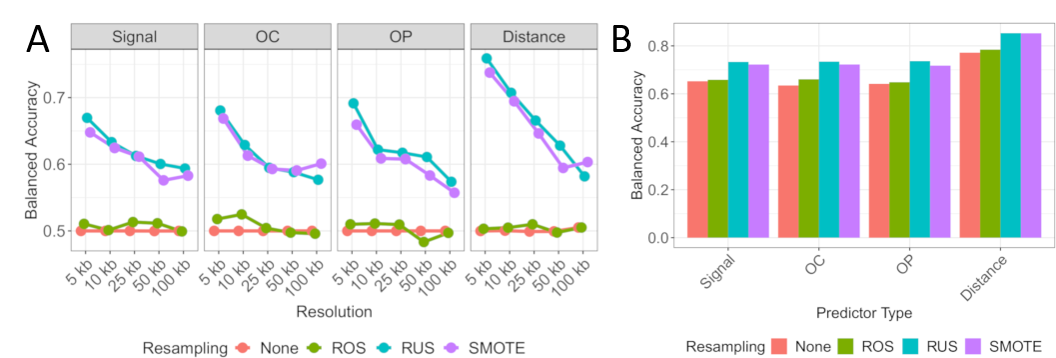 A
Signal
OC
OP
Distance
Balanced Accuracy
0.7
0.6
0.5
5 kb
10 kb
25 kb
50 kb
100 kb
5 kb
10 kb
25 kb
50 kb
100 kb
5 kb
10 kb
25 kb
50 kb
100 kb
5 kb
10 kb
25 kb
50 kb
100 kb
Resolution
Resampling None ROS RUS SMOTE
B
Balanced Accuracy
0.8
0.6
0.4
0.2
0.0
Signal
OC
OP
Distance
Predictor Type
Resampling None ROS RUS SMOTE